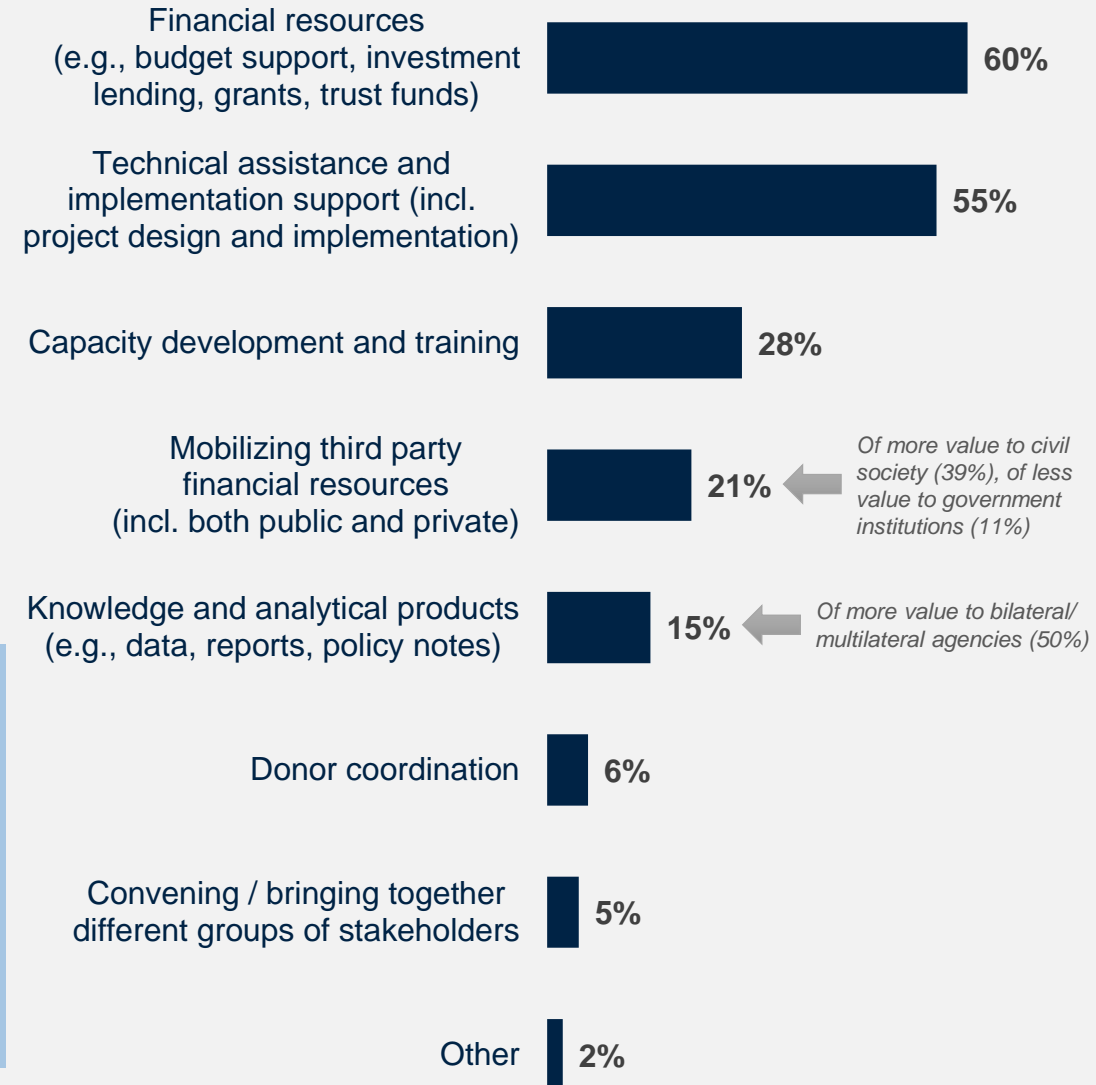 Financial resources
(e.g., budget support, investment
lending, grants, trust funds)
60%
Technical assistance and
implementation support (incl.
project design and implementation)
55%
Capacity development and training
28%
Mobilizing third party
financial resources
(incl. both public and private)
21%
Of more value to civil
society (39%), of less
value to government
institutions (11%)
Knowledge and analytical products
(e.g., data, reports, policy notes)
15%
Of more value to bilateral/
multilateral agencies (50%)
Donor coordination
6%
Convening / bringing together
different groups of stakeholders
5%
Other
2%